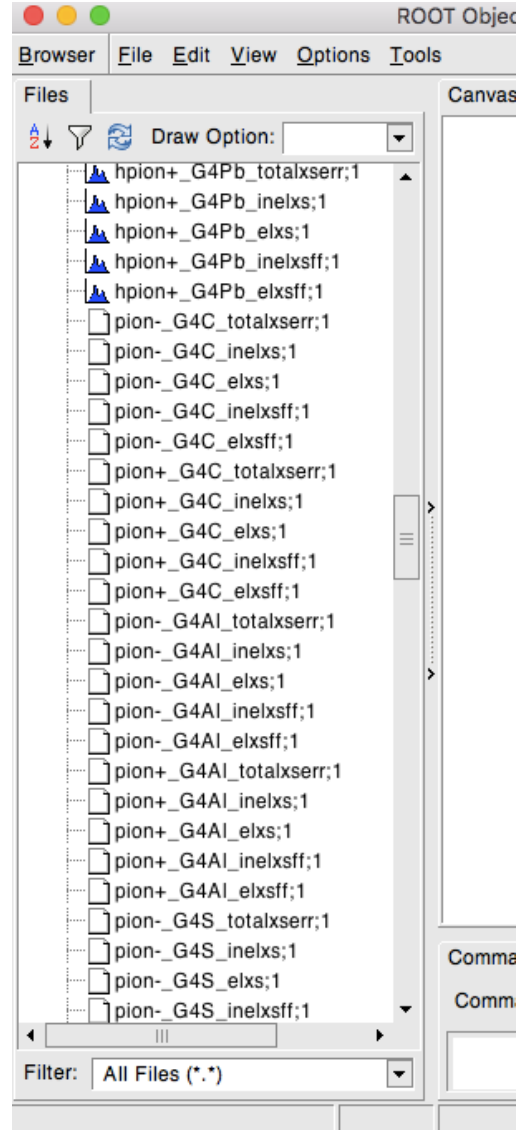 ROOT Objec
Browser File Edit View Options Tools
Files
Canvas
Draw Option:
hpion+_G4Pb_totalxserr;1
hpion+_G4Pb_inelxs;1
hpion+_G4Pb_elxs;1
hpion+_G4Pb_inelxsff;1
hpion+_G4Pb_elxsff;1
pion-_G4C_totalxserr;1
pion-_G4C_inelxs;1
pion-_G4C_elxs;1
pion-_G4C_inelxsff;1
pion-_G4C_elxsff;1
pion+_G4C_totalxserr;1
pion+_G4C_inelxs;1
pion+_G4C_elxs;1
pion+_G4C_inelxsff;1
pion+_G4C_elxsff;1
pion-_G4Al_totalxserr;1
pion-_G4Al_inelxs;1
pion-_G4Al_elxs;1
pion-_G4Al_inelxsff;1
pion-_G4Al_elxsff;1
pion+_G4Al_totalxserr;1
pion+_G4Al_inelxs;1
pion+_G4Al_elxs;1
pion+_G4Al_inelxsff;1
pion+_G4Al_elxsff;1
pion-_G4S_totalxserr;1
pion-_G4S_inelxs;1
pion-_G4S_elxs;1
pion-_G4S_inelxsff;1
Comma
Comma
Filter: All Files (*.*)